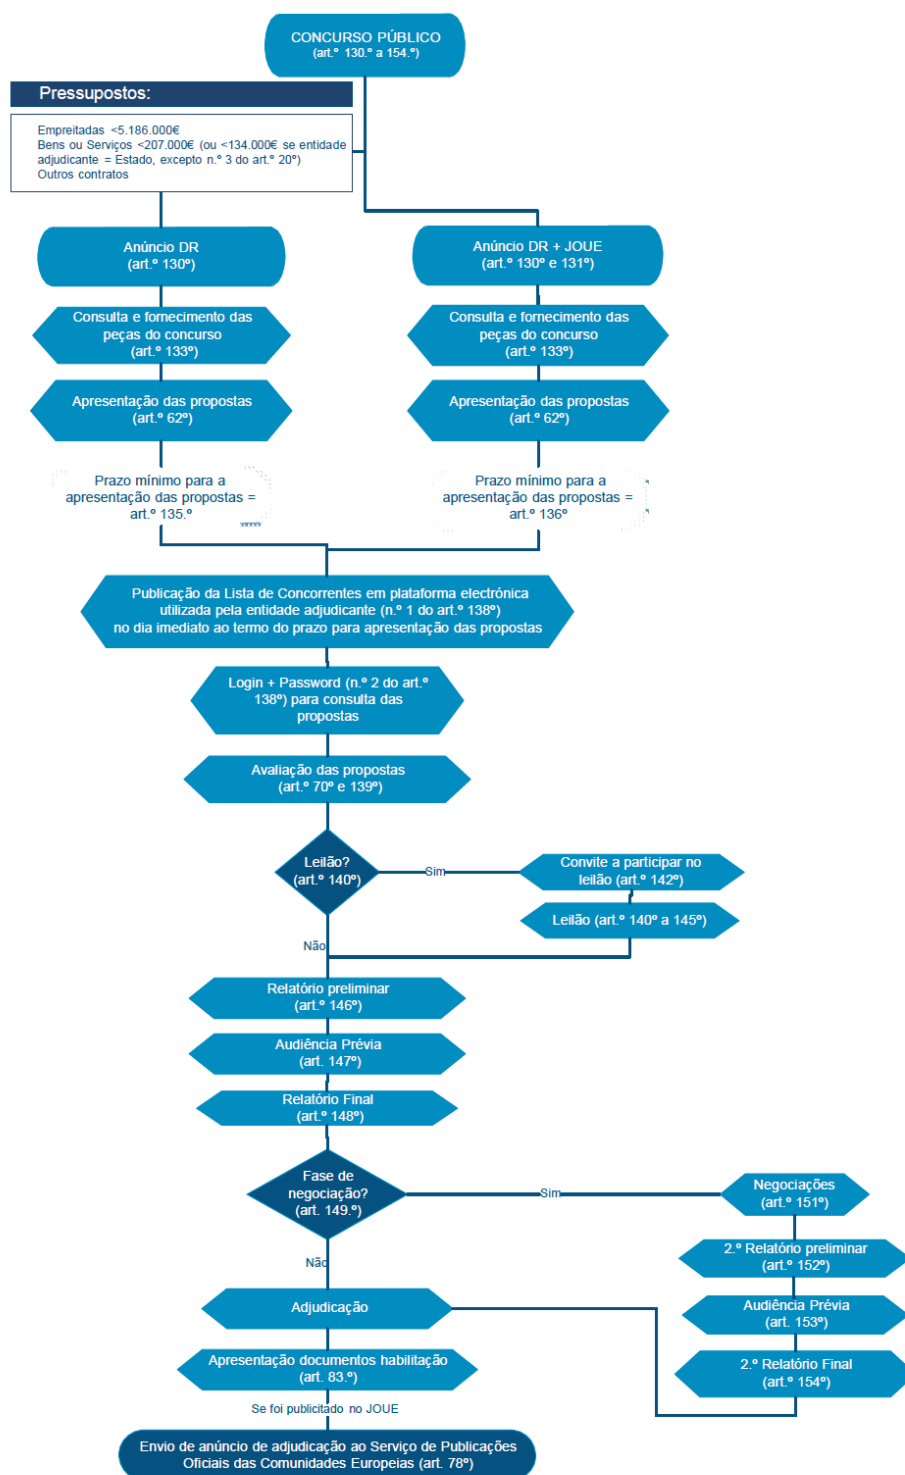 CONCURSO PÚBLICO
(art.º 130.º a 154.º)
Pressupostos:
Empreitadas <5.186.000€
Bens ou Serviços <207.000€ (ou <134.000€ se entidade
adjudicante = Estado, excepto n.º 3 do art.º 20º)
Outros contratos
Anúncio DR
(art.º 130º)
Anúncio DR + JOUE
(art.º 130º e 131º)
Consulta e fornecimento das
peças do concurso
(art.º 133º)
Consulta e fornecimento das
peças do concurso
(art.º 133º)
Apresentação das propostas
(art.º 62º)
Apresentação das propostas
(art.º 62º)
Prazo mínimo para a
apresentação das propostas =
art.º 135.º
Prazo mínimo para a
apresentação das propostas =
art.º 136º
Publicação da Lista de Concorrentes em plataforma electrónica
utilizada pela entidade adjudicante (n.º 1 do art.º 138º)
no dia imediato ao termo do prazo para apresentação das propostas
Login + Password (n.º 2 do art.º
138º) para consulta das
propostas
Avaliação das propostas
(art.º 70º e 139º)
Leilão?
(art.º 140º)
Sim
Convite a participar no
leilão (art.º 142º)
Leilão (art.º 140º a 145º)
Não
Relatório preliminar
(art.º 146º)
Audiência Prévia
(art. 147º)
Relatório Final
(art.º 148º)
Fase de
negociação?
(art. 149.º)
Sim
Negociações
(art.º 151º)
2.º Relatório preliminar
(art.º 152º)
Audiência Prévia
(art. 153º)
2.º Relatório Final
(art.º 154º)
Não
Adjudicação
Apresentação documentos habilitação
(art. 83.º)
Se foi publicitado no JOUE
Envio de anúncio de adjudicação ao Serviço de Publicações
Oficiais das Comunidades Europeias (art. 78º)